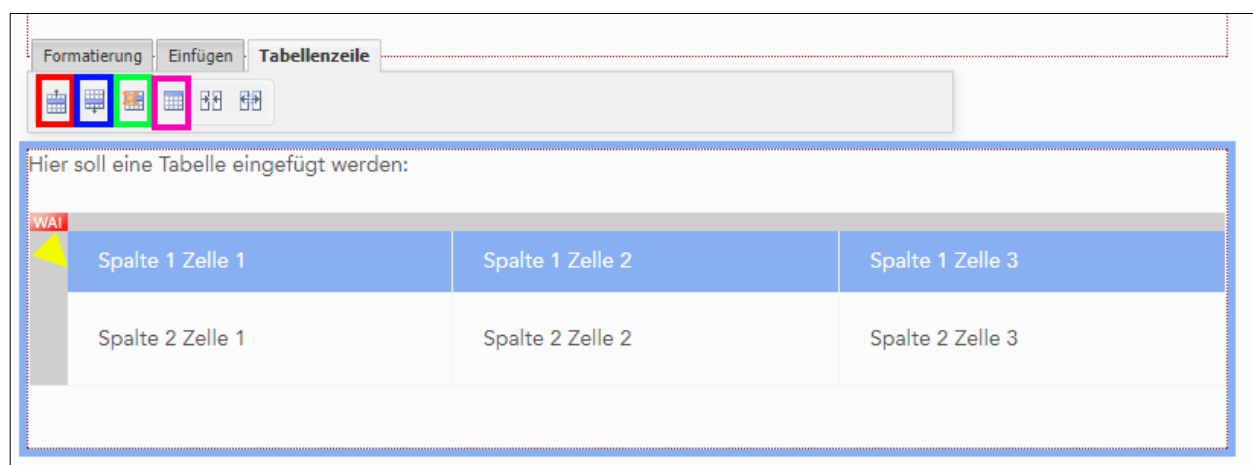 Formatierung Einfügen Tabellenzeile
Hier soll eine Tabelle eingefügt werden:
WAI
Spalte 1 Zelle 1 Spalte 1 Zelle 2 Spalte 1 Zelle 3
Spalte 2 Zelle 1 Spalte 2 Zelle 2 Spalte 2 Zelle 3